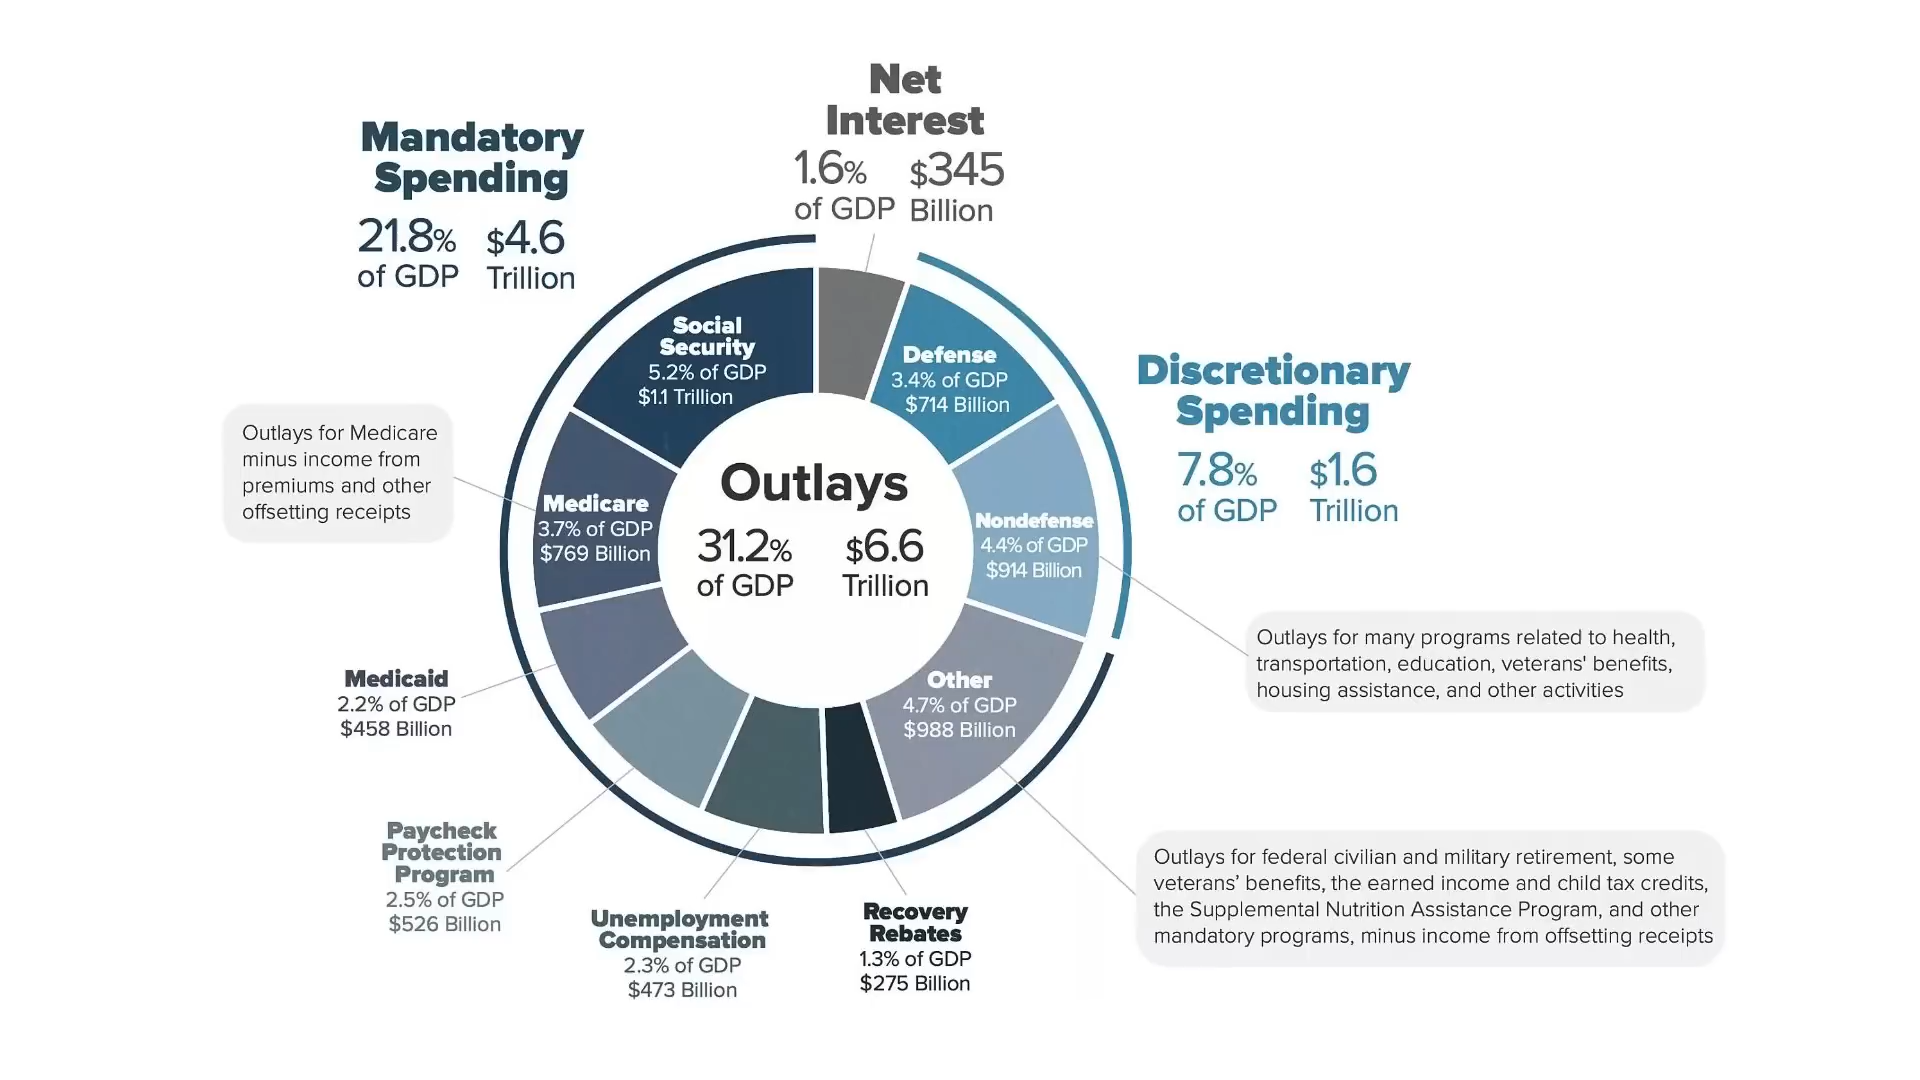 Net
Interest
1.6% $345
of GDP Billion
Mandatory
Spending
21.8% $4.6
of GDP Trillion
Social
Security
5.2% of GDP
$1.1 Trillion
Defense
3.4% of GDP
$714 Billion
Discretionary
Spending
7.8% $1.6
of GDP Trillion
Outlays for Medicare
minus income from
premiums and other
offsetting receipts
Medicare
3.7% of GDP
$769 Billion
Outlays
31.2% $6.6
of GDP Trillion
Nondefense
4.4% of GDP
$914 Billion
Outlays for many programs related to health,
transportation, education, veterans' benefits,
housing assistance, and other activities
Medicaid
2.2% of GDP
$458 Billion
Other
4.7% of GDP
$988 Billion
Paycheck
Protection
Program
2.5% of GDP
$526 Billion
Unemployment
Compensation
2.3% of GDP
$473 Billion
Recovery
Rebates
1.3% of GDP
$275 Billion
Outlays for federal civilian and military retirement, some
veterans’ benefits, the earned income and child tax credits,
the Supplemental Nutrition Assistance Program, and other
mandatory programs, minus income from offsetting receipts